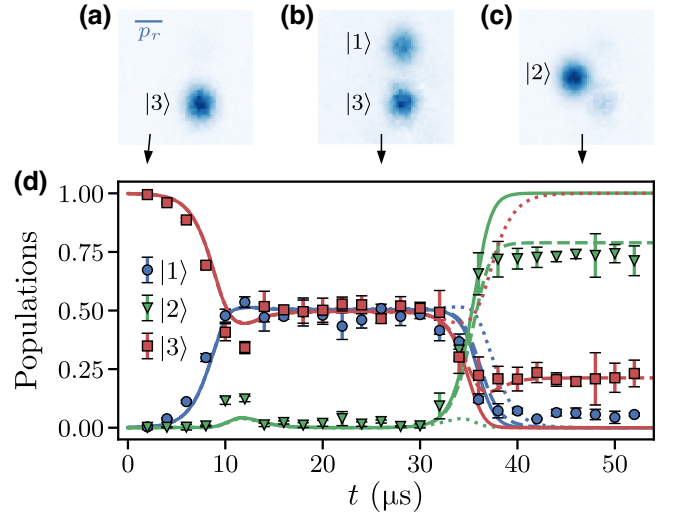 (a)
p_r
|3⟩
(b)
|1⟩
|3⟩
(c)
|2⟩
(d)
Populations
1.00
0.75
0.50
0.25
0.00
|1⟩
|2⟩
|3⟩
0 10 20 30 40 50
t (μs)